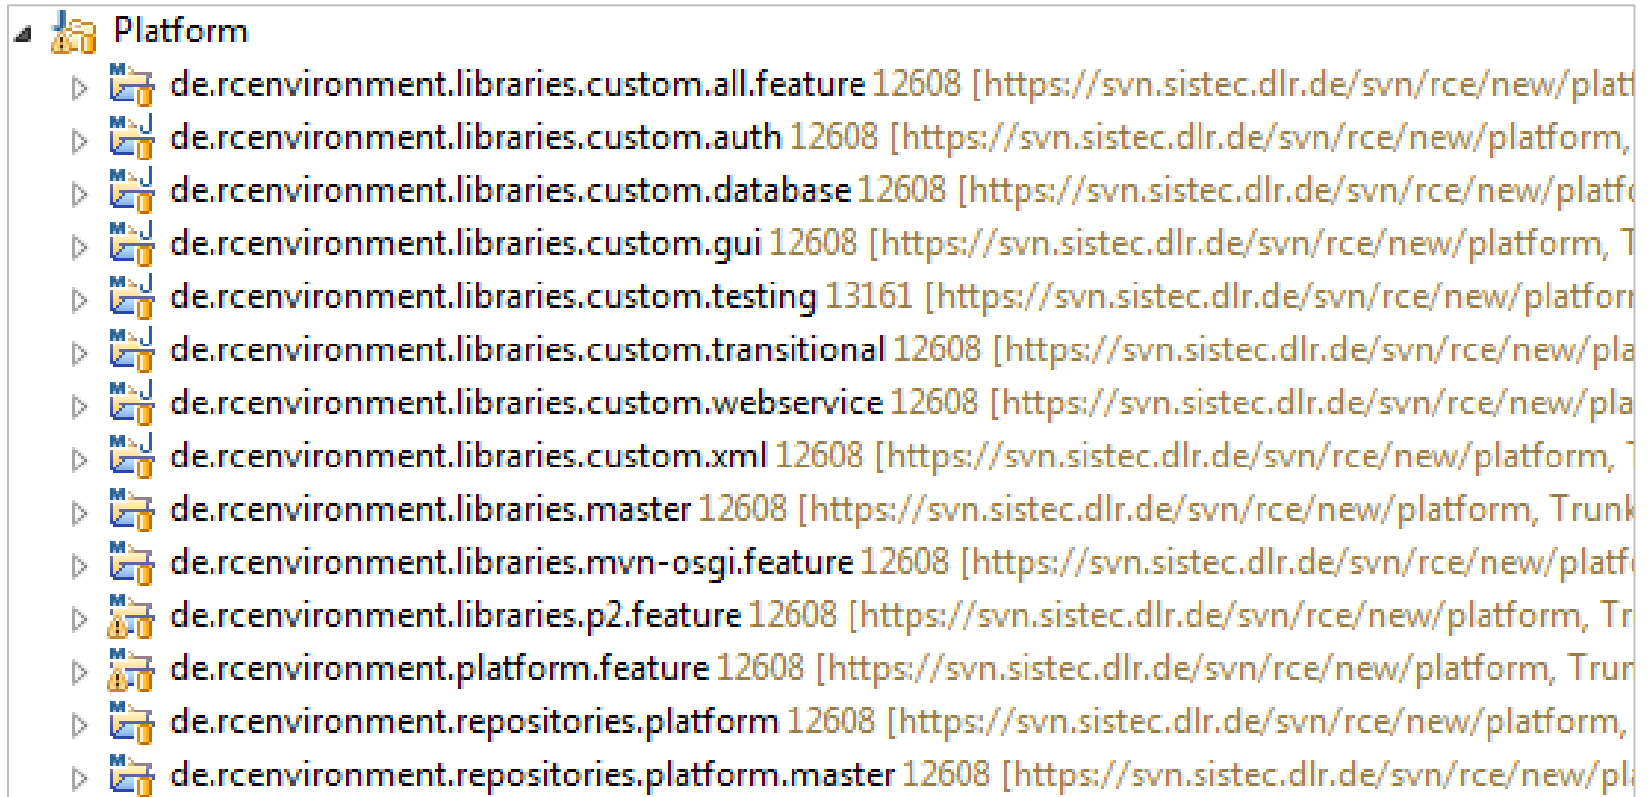 Platform
de.rcenvironment.libraries.custom.all.feature 12608 [https://svn.sistec.dlr.de/svn/rce/new/platf
de.rcenvironment.libraries.custom.auth 12608 [https://svn.sistec.dlr.de/svn/rce/new/platform,
de.rcenvironment.libraries.custom.database 12608 [https://svn.sistec.dlr.de/svn/rce/new/platfo
de.rcenvironment.libraries.custom.gui 12608 [https://svn.sistec.dlr.de/svn/rce/new/platform, T
de.rcenvironment.libraries.custom.testing 13161 [https://svn.sistec.dlr.de/svn/rce/new/platform
de.rcenvironment.libraries.custom.transitional 12608 [https://svn.sistec.dlr.de/svn/rce/new/pla
de.rcenvironment.libraries.custom.webservice 12608 [https://svn.sistec.dlr.de/svn/rce/new/pla
de.rcenvironment.libraries.custom.xml 12608 [https://svn.sistec.dlr.de/svn/rce/new/platform, T
de.rcenvironment.libraries.master 12608 [https://svn.sistec.dlr.de/svn/rce/new/platform, Trunk
de.rcenvironment.libraries.mvn-osgi.feature 12608 [https://svn.sistec.dlr.de/svn/rce/new/platfo
de.rcenvironment.libraries.p2.feature 12608 [https://svn.sistec.dlr.de/svn/rce/new/platform, Tr
de.rcenvironment.platform.feature 12608 [https://svn.sistec.dlr.de/svn/rce/new/platform, Trun
de.rcenvironment.repositories.platform 12608 [https://svn.sistec.dlr.de/svn/rce/new/platform,
de.rcenvironment.repositories.platform.master 12608 [https://svn.sistec.dlr.de/svn/rce/new/pla